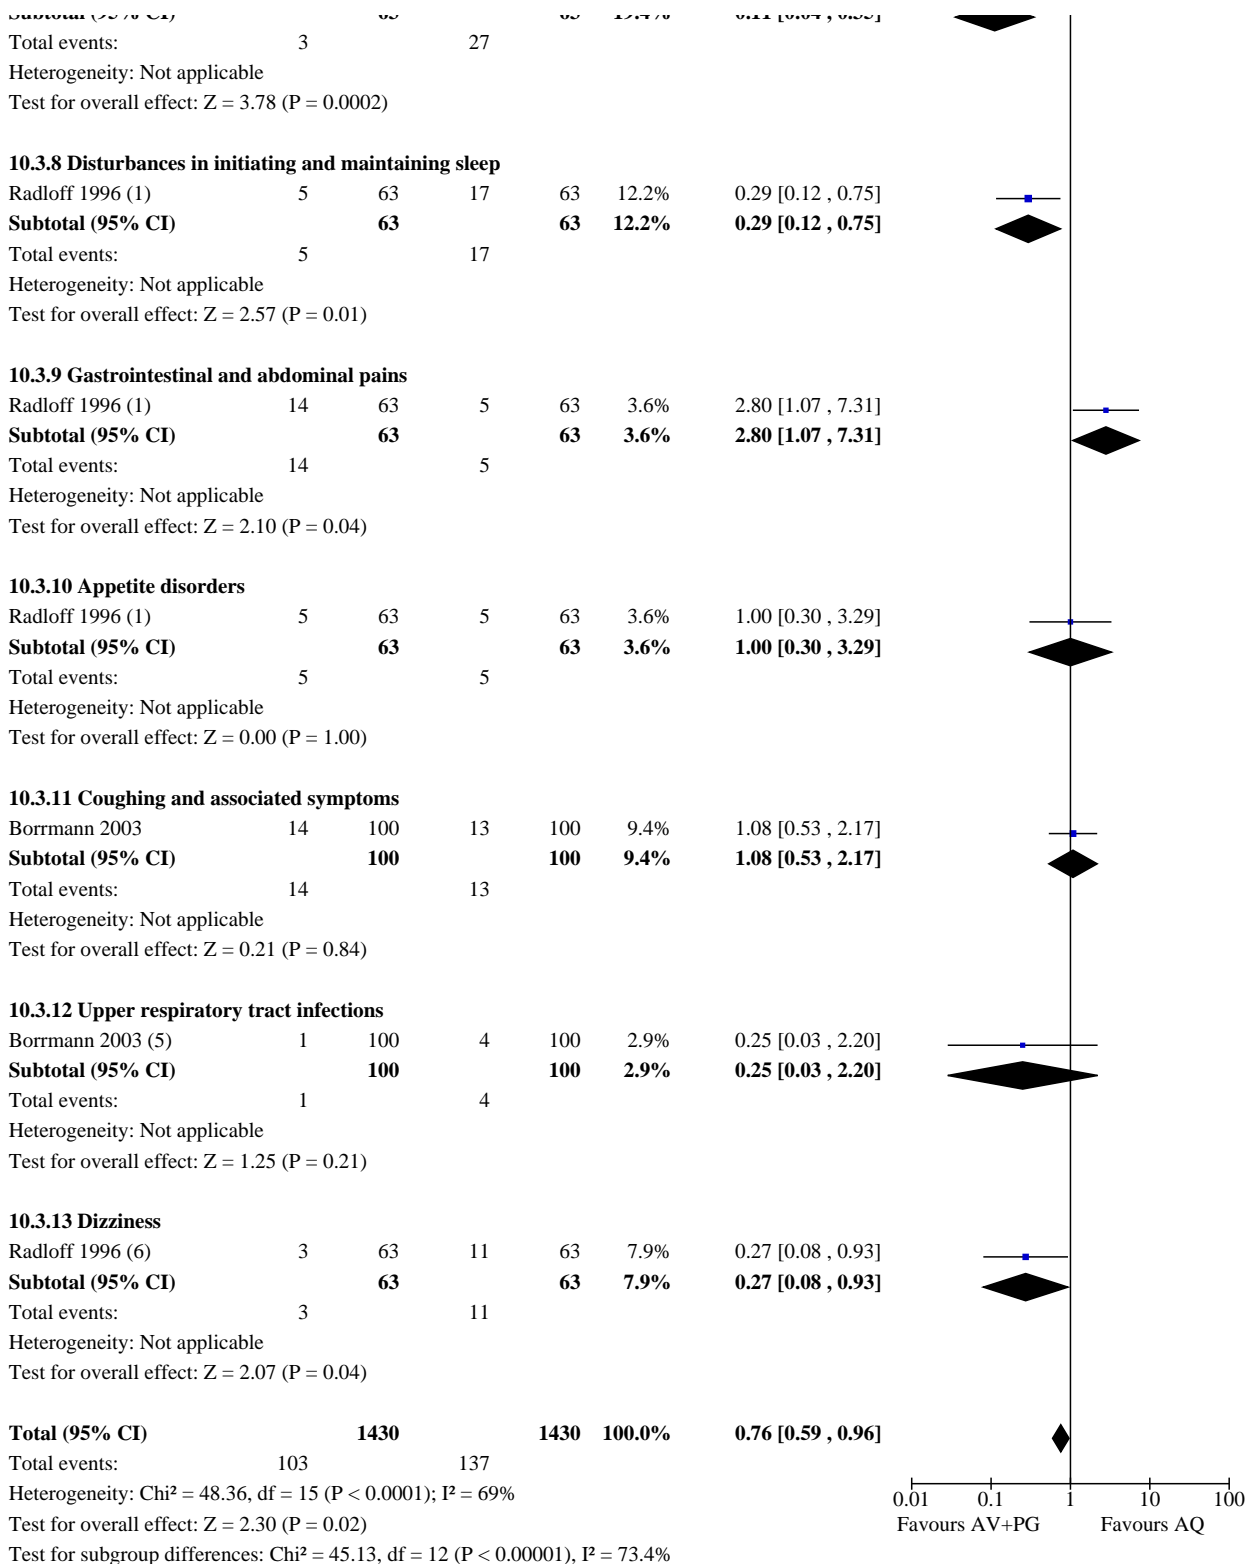 Subtotal (95% CI) 63 63 19.4% 0.11 [0.04 , 0.35]
Total events: 3 27
Heterogeneity: Not applicable
Test for overall effect: Z = 3.78 (P = 0.0002)
10.3.8 Disturbances in initiating and maintaining sleep
Radloff 1996 (1) 5 63 17 63 12.2% 0.29 [0.12 , 0.75]
Subtotal (95% CI) 63 63 12.2% 0.29 [0.12 , 0.75]
Total events: 5 17
Heterogeneity: Not applicable
Test for overall effect: Z = 2.57 (P = 0.01)
10.3.9 Gastrointestinal and abdominal pains
Radloff 1996 (1) 14 63 5 63 3.6% 2.80 [1.07 , 7.31]
Subtotal (95% CI) 63 63 3.6% 2.80 [1.07 , 7.31]
Total events: 14 5
Heterogeneity: Not applicable
Test for overall effect: Z = 2.10 (P = 0.04)
10.3.10 Appetite disorders
Radloff 1996 (1) 5 63 5 63 3.6% 1.00 [0.30 , 3.29]
Subtotal (95% CI) 63 63 3.6% 1.00 [0.30 , 3.29]
Total events: 5 5
Heterogeneity: Not applicable
Test for overall effect: Z = 0.00 (P = 1.00)
10.3.11 Coughing and associated symptoms
Borrmann 2003 14 100 13 100 9.4% 1.08 [0.53 , 2.17]
Subtotal (95% CI) 100 100 9.4% 1.08 [0.53 , 2.17]
Total events: 14 13
Heterogeneity: Not applicable
Test for overall effect: Z = 0.21 (P = 0.84)
10.3.12 Upper respiratory tract infections
Borrmann 2003 (5) 1 100 4 100 2.9% 0.25 [0.03 , 2.20]
Subtotal (95% CI) 100 100 2.9% 0.25 [0.03 , 2.20]
Total events: 1 4
Heterogeneity: Not applicable
Test for overall effect: Z = 1.25 (P = 0.21)
10.3.13 Dizziness
Radloff 1996 (6) 3 63 11 63 7.9% 0.27 [0.08 , 0.93]
Subtotal (95% CI) 63 63 7.9% 0.27 [0.08 , 0.93]
Total events: 3 11
Heterogeneity: Not applicable
Test for overall effect: Z = 2.07 (P = 0.04)
Total (95% CI) 1430 1430 100.0% 0.76 [0.59 , 0.96]
Total events: 103 137
Heterogeneity: Chi² = 48.36, df = 15 (P < 0.0001); I² = 69%
0.01 0.1 1 10 100
Test for overall effect: Z = 2.30 (P = 0.02)
Favours AV+PG Favours AQ
Test for subgroup differences: Chi² = 45.13, df = 12 (P < 0.00001), I² = 73.4%